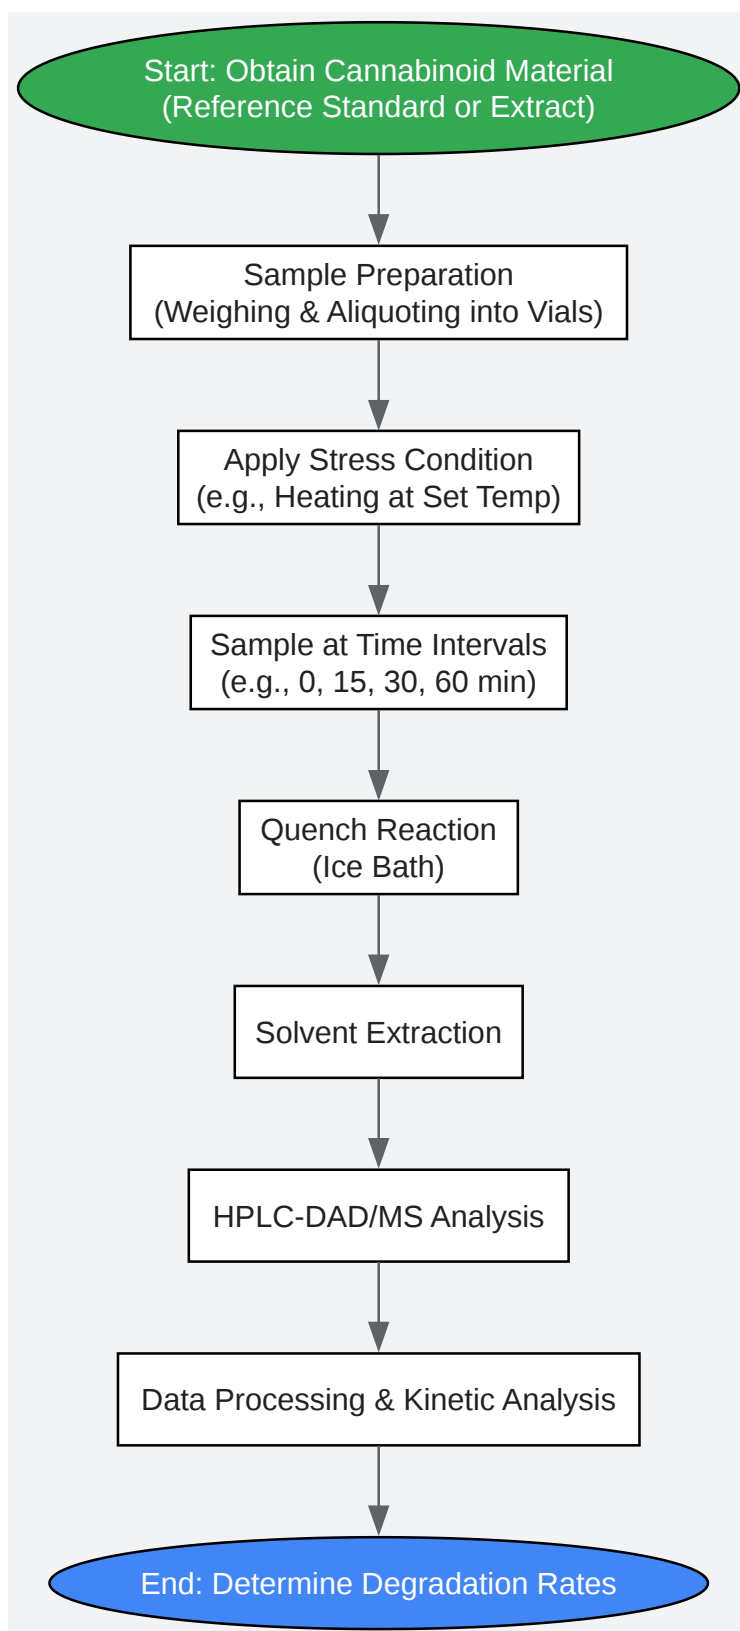 Start: Obtain Cannabinoid Material
(Reference Standard or Extract)
Sample Preparation
(Weighing & Aliquoting into Vials)
Apply Stress Condition
(e.g., Heating at Set Temp)
Sample at Time Intervals
(e.g., 0, 15, 30, 60 min)
Quench Reaction
(Ice Bath)
Solvent Extraction
HPLC-DAD/MS Analysis
Data Processing & Kinetic Analysis
End: Determine Degradation Rates